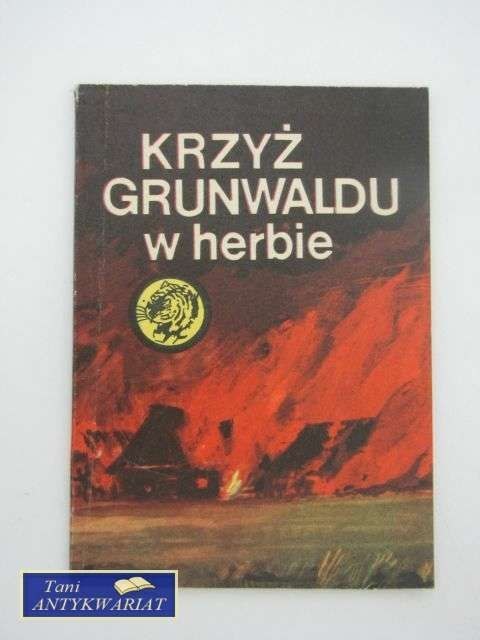 KRZYŻ
GRUNWALDU
w herbie
Tani
ANTYKWARIAT